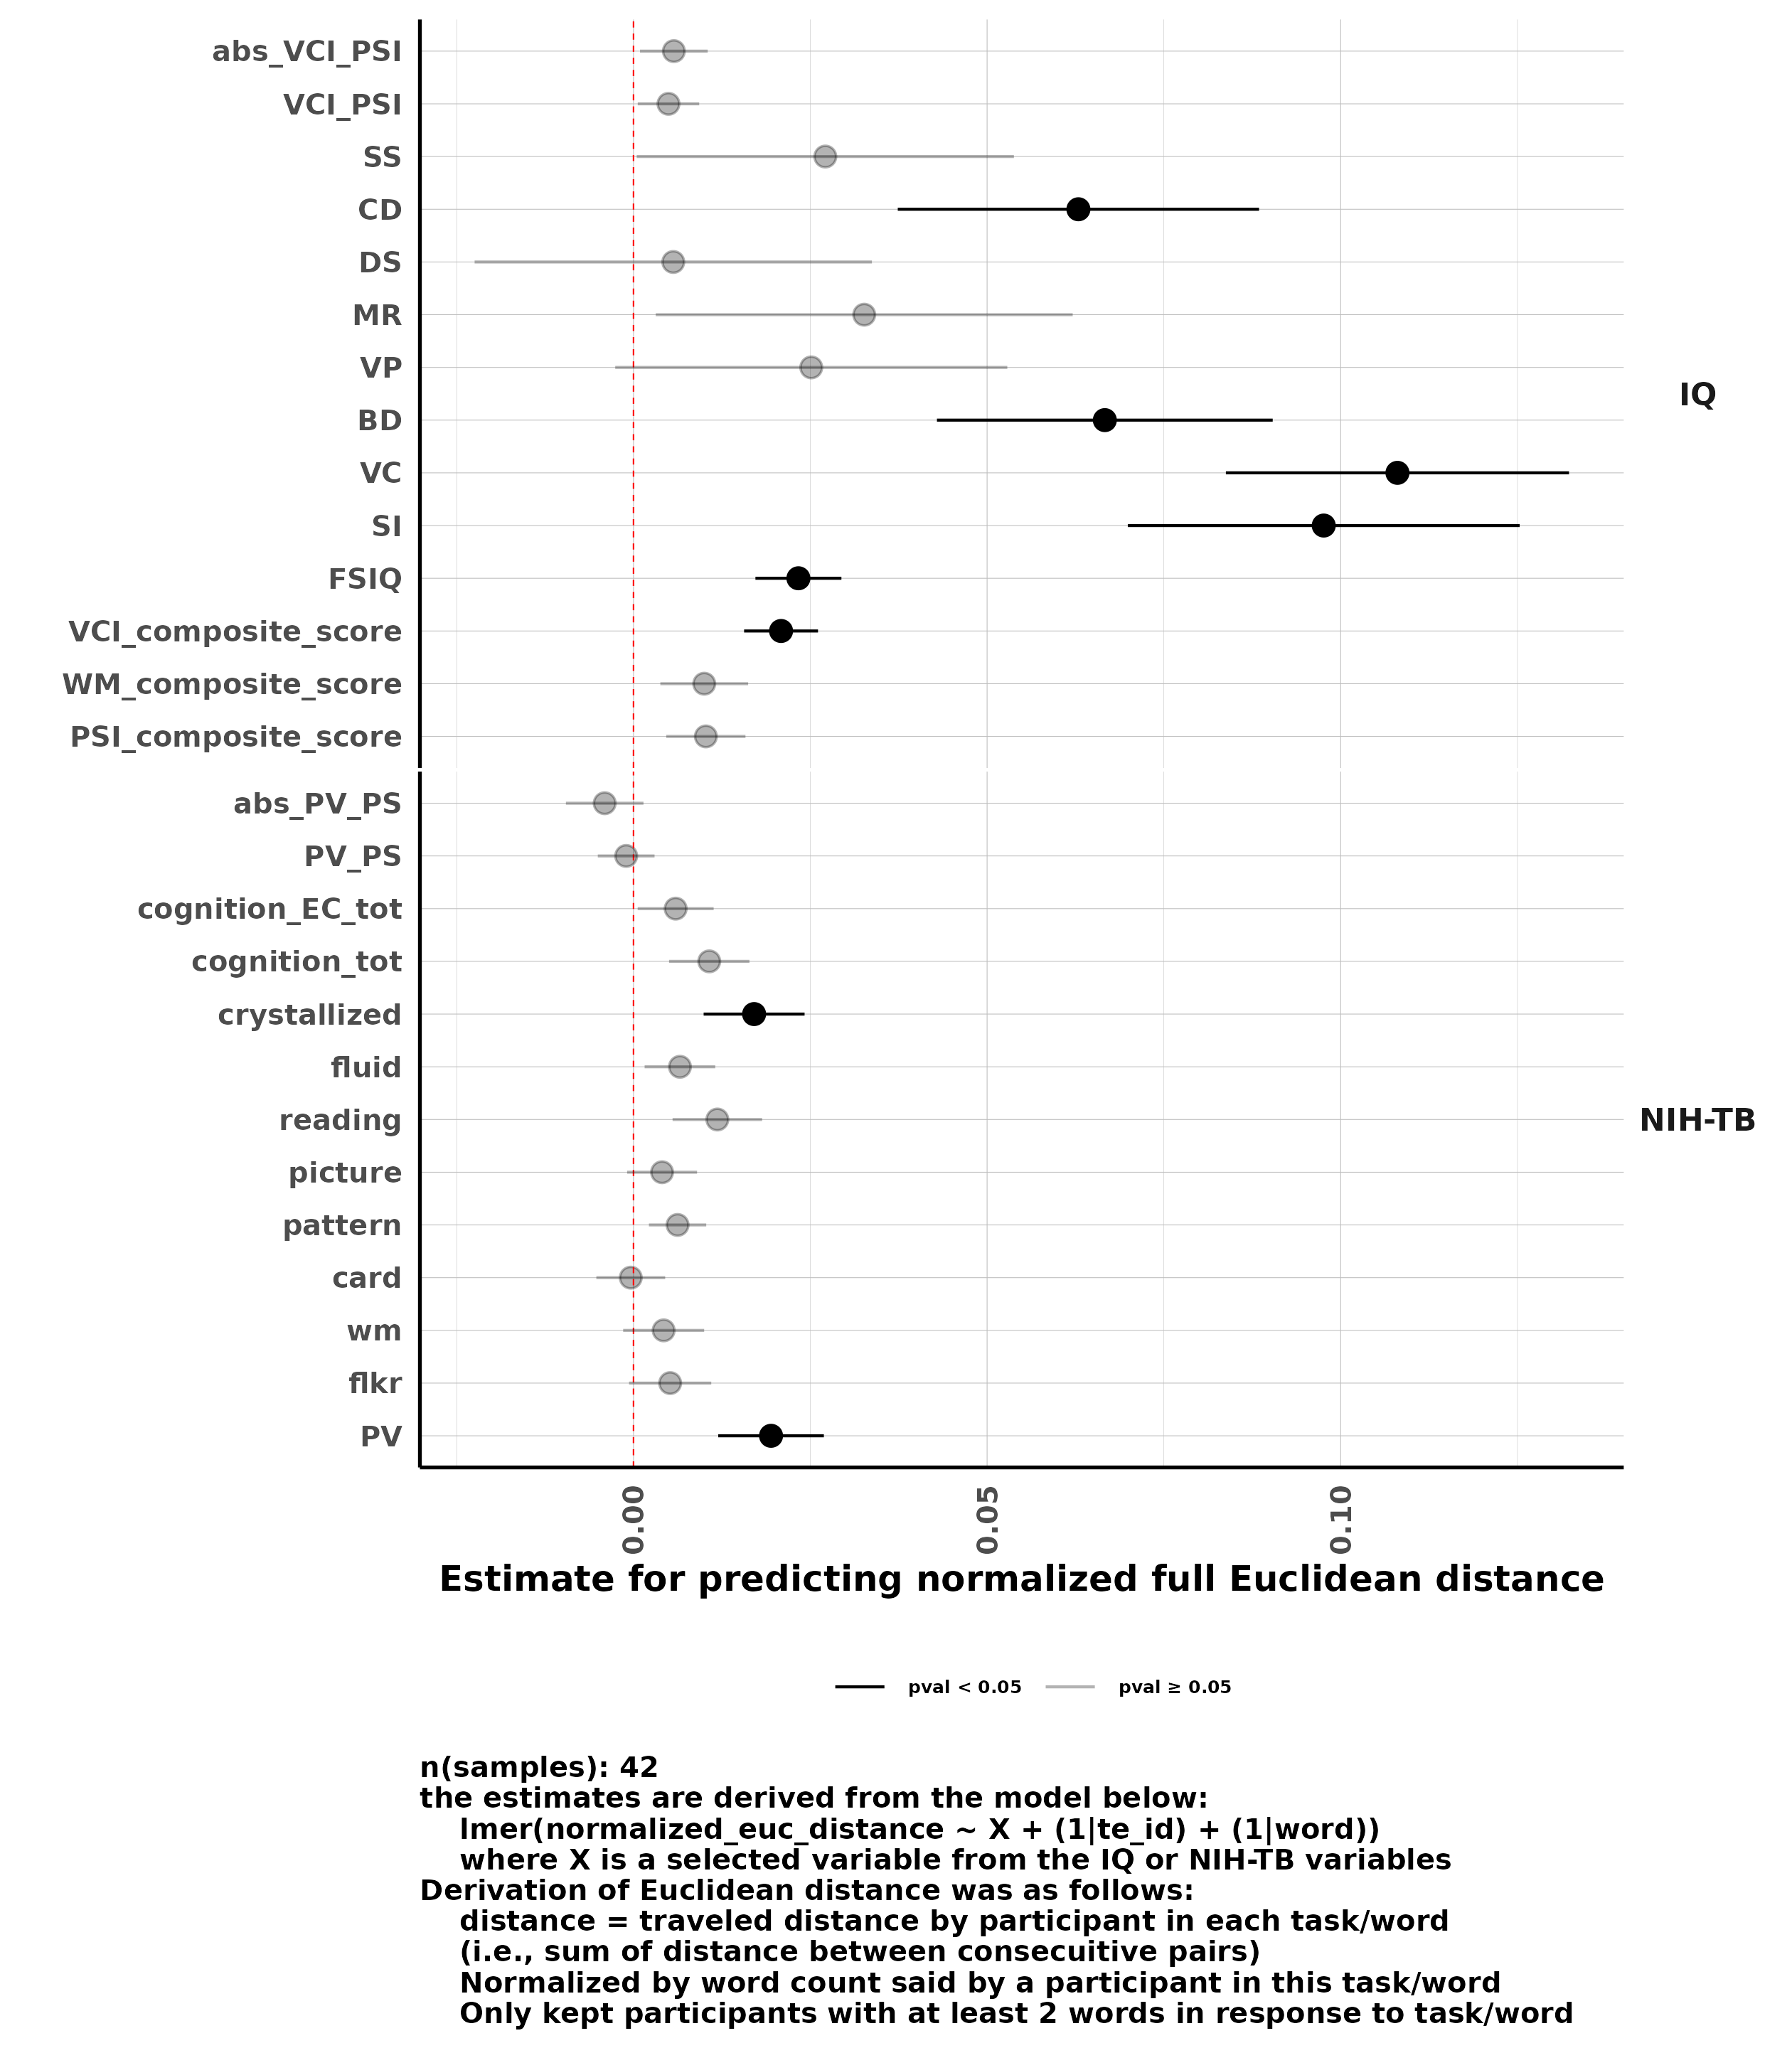 abs_VCI_PSI
VCI_PSI
SS
CD
DS
MR
VP
BD
VC
SI
FSIQ
VCI_composite_score
WM_composite_score
PSI_composite_score
IQ
abs_PV_PS
PV_PS
cognition_EC_tot
cognition_tot
crystallized
fluid
reading
picture
pattern
card
wm
flkr
PV
NIH-TB
0.00
0.05
0.10
Estimate for predicting normalized full Euclidean distance
pval < 0.05
pval ≥ 0.05
n(samples): 42
the estimates are derived from the model below:
lmer(normalized_euc_distance ~ X + (1|te_id) + (1|word))
where X is a selected variable from the IQ or NIH-TB variables
Derivation of Euclidean distance was as follows:
distance = traveled distance by participant in each task/word
(i.e., sum of distance between consecuitive pairs)
Normalized by word count said by a participant in this task/word
Only kept participants with at least 2 words in response to task/word